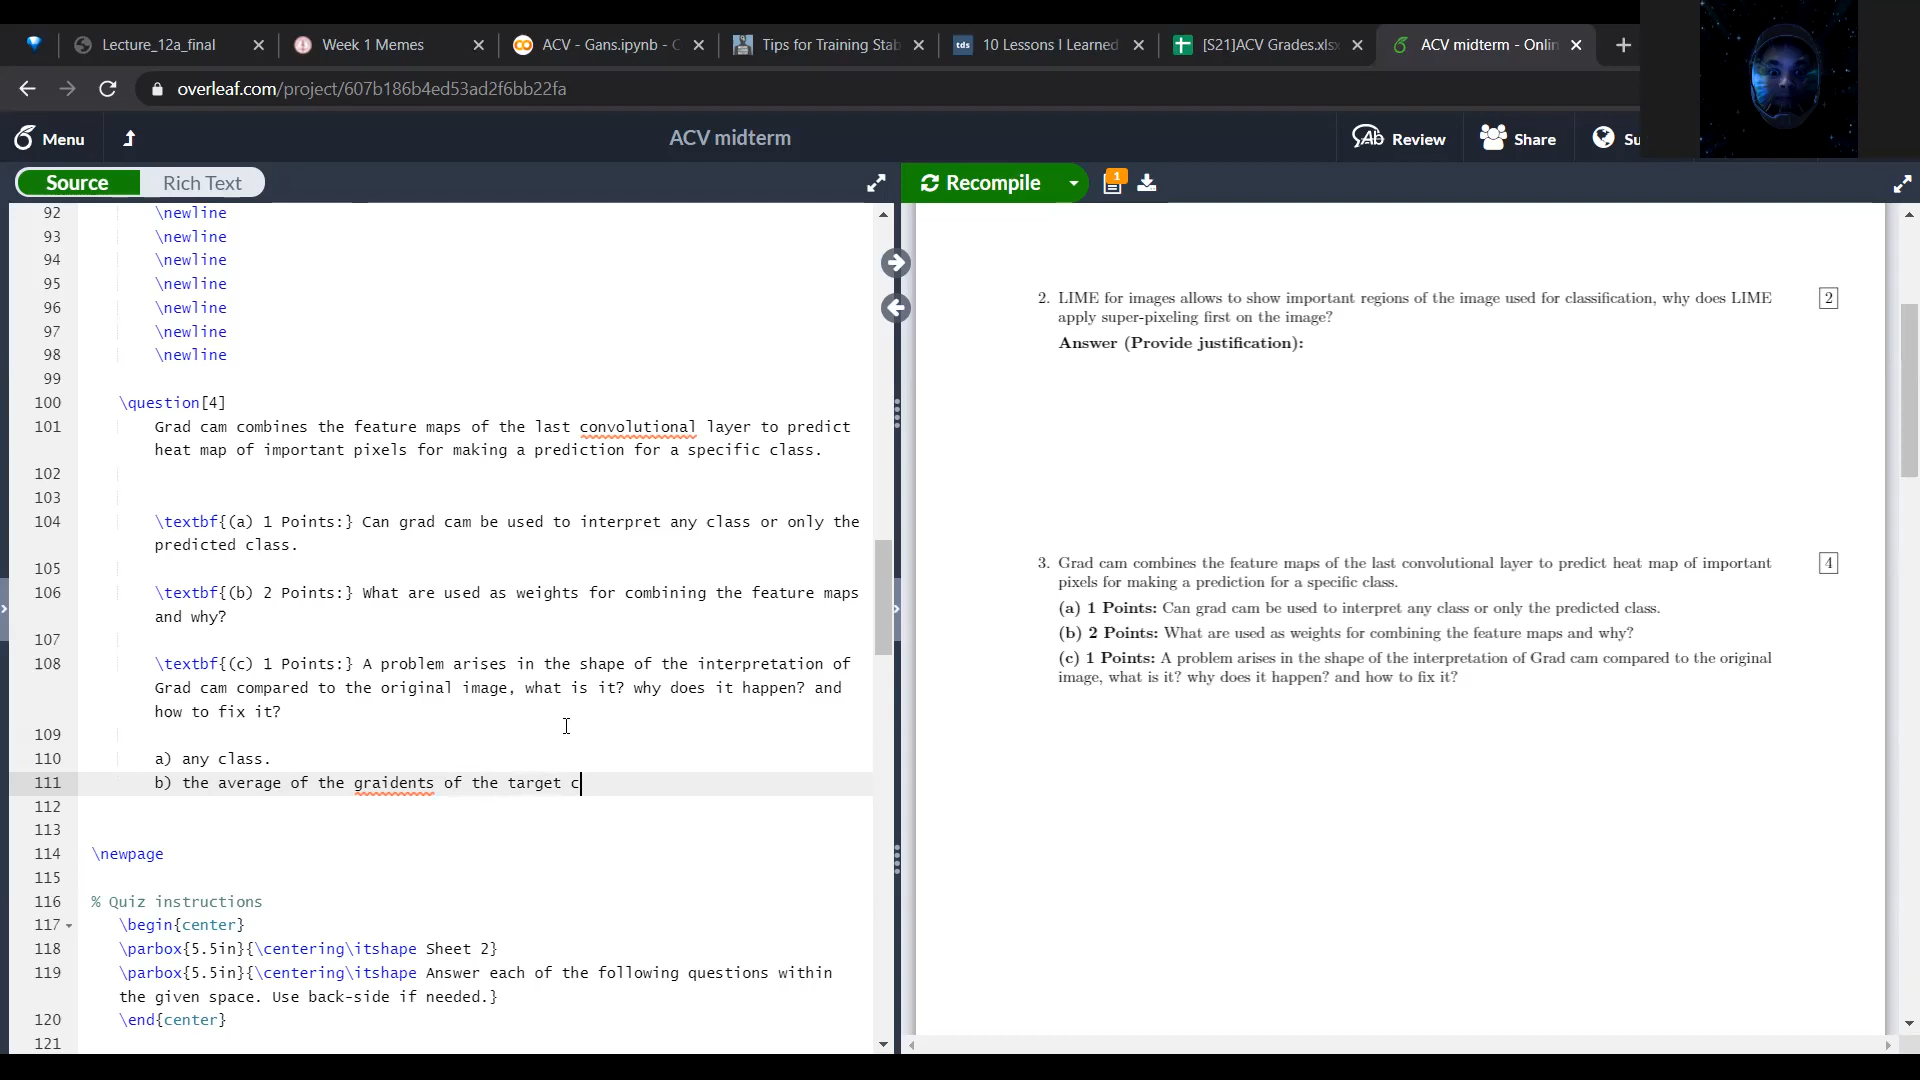 Lecture_12a_final
Week 1 Memes
ACV - Gans.ipynb - C
Tips for Training Stab
tds 10 Lessons I Learned
[S21]ACV Grades.xlsx
ACV midterm - Onlin
overleaf.com/project/607b186b4ed53ad2f6bb22fa
Menu
ACV midterm
Review
Share
Su
Source
Rich Text
Recompile
1
92 \newline
93 \newline
94 \newline
95 \newline
96 \newline
97 \newline
98 \newline
99
100 \question[4]
101 Grad cam combines the feature maps of the last convolutional layer to predict
heat map of important pixels for making a prediction for a specific class.
102
103
104 \textbf{(a) 1 Points:} Can grad cam be used to interpret any class or only the
predicted class.
105
106 \textbf{(b) 2 Points:} What are used as weights for combining the feature maps
and why?
107
108 \textbf{(c) 1 Points:} A problem arises in the shape of the interpretation of
Grad cam compared to the original image, what is it? why does it happen? and
how to fix it?
109
110 a) any class.
111 b) the average of the graidents of the target c
112
113
114 \newpage
115
116 % Quiz instructions
117 \begin{center}
118 \parbox{5.5in}{\centering\itshape Sheet 2}
119 \parbox{5.5in}{\centering\itshape Answer each of the following questions within
the given space. Use back-side if needed.}
120 \end{center}
121
2. LIME for images allows to show important regions of the image used for classification, why does LIME 2
apply super-pixeling first on the image?
Answer (Provide justification):
3. Grad cam combines the feature maps of the last convolutional layer to predict heat map of important 4
pixels for making a prediction for a specific class.
(a) 1 Points: Can grad cam be used to interpret any class or only the predicted class.
(b) 2 Points: What are used as weights for combining the feature maps and why?
(c) 1 Points: A problem arises in the shape of the interpretation of Grad cam compared to the original
image, what is it? why does it happen? and how to fix it?